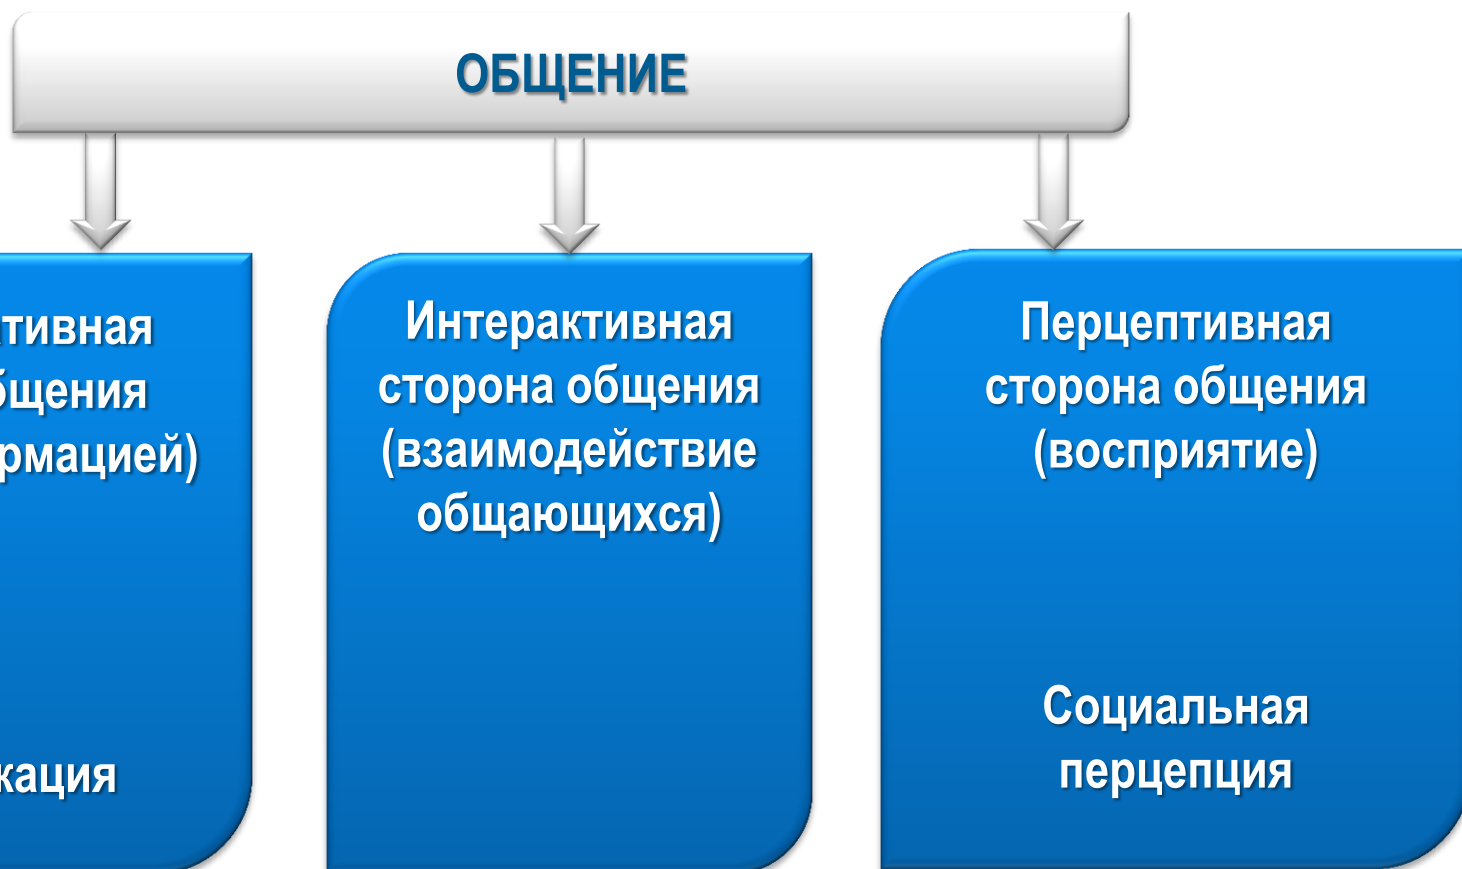 ОБЩЕНИЕ
тивная
бщения
рмацией)
кация
Интерактивная
сторона общения
(взаимодействие
общающихся)
Перцептивная
сторона общения
(восприятие)
Социальная
перцепция